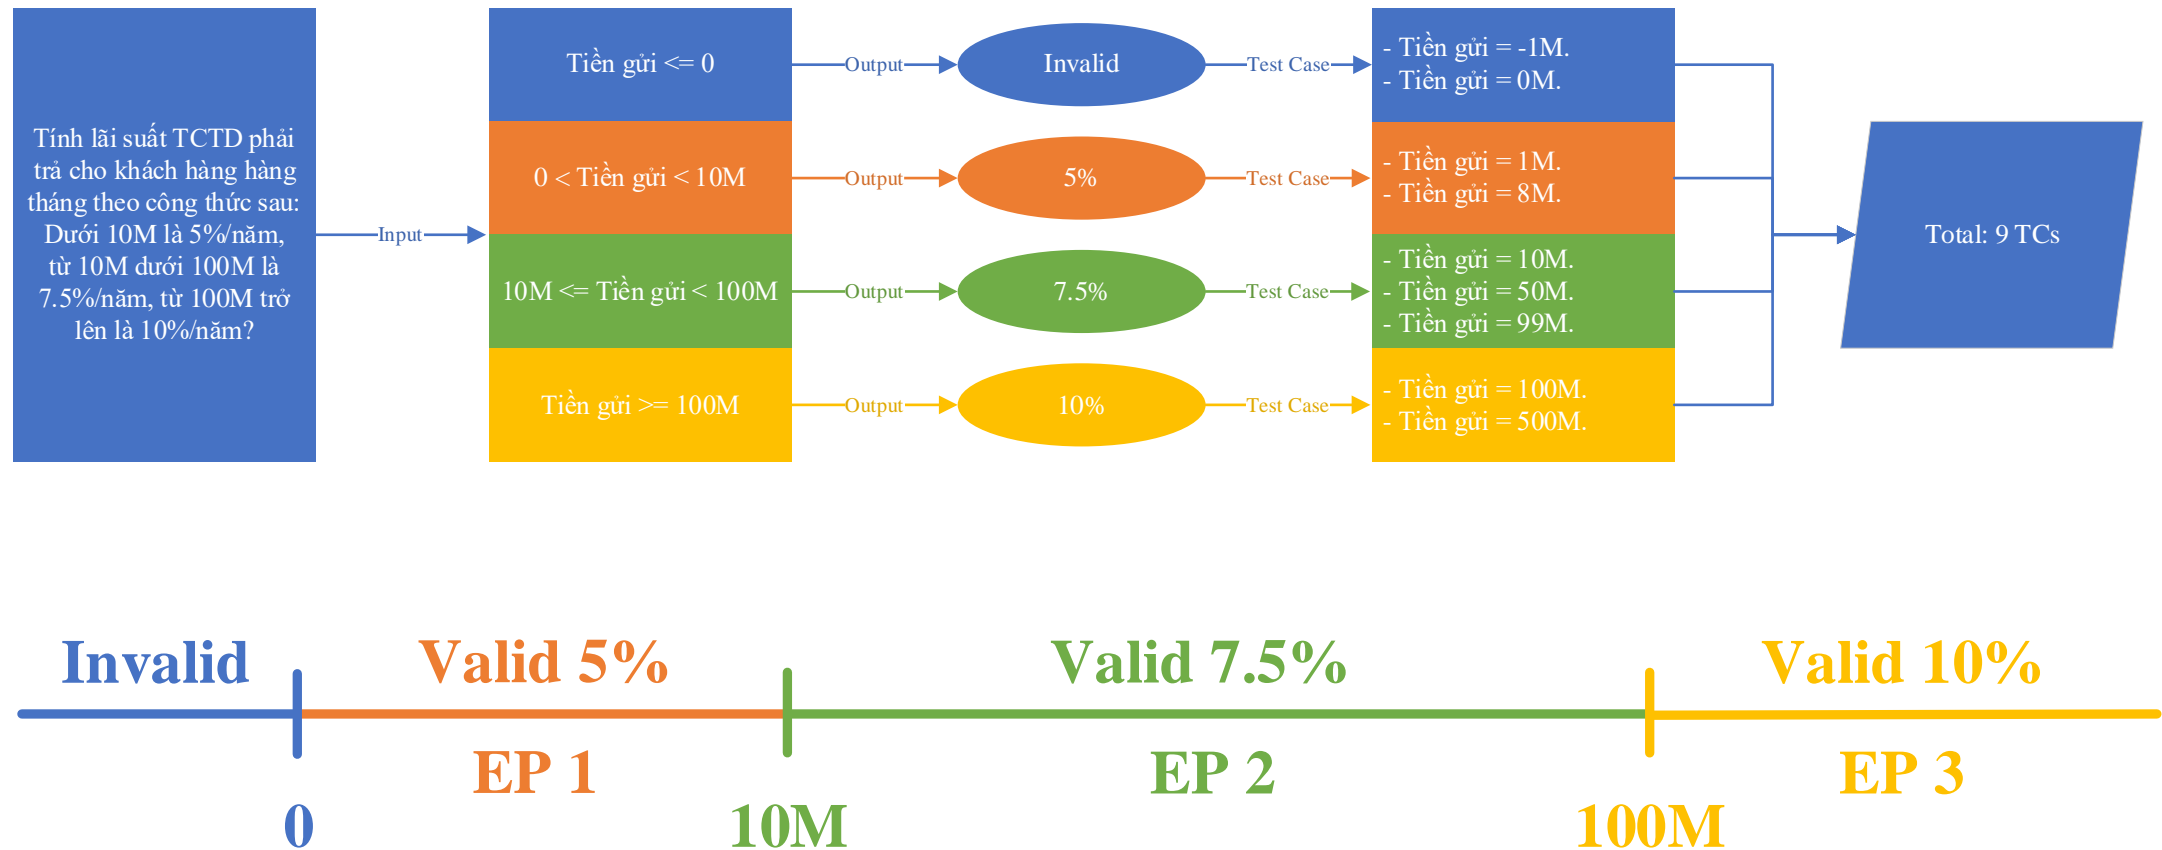 Tính lãi suất TCTD phải
trả cho khách hàng hàng
tháng theo công thức sau:
Dưới 10M là 5%/năm,
từ 10M dưới 100M là
7.5%/năm, từ 100M trở
lên là 10%/năm?
Input
Tiền gửi <= 0
Output
Invalid
Test Case
- Tiền gửi = -1M.
- Tiền gửi = 0M.
0 < Tiền gửi < 10M
Output
5%
Test Case
- Tiền gửi = 1M.
- Tiền gửi = 8M.
10M <= Tiền gửi < 100M
Output
7.5%
Test Case
- Tiền gửi = 10M.
- Tiền gửi = 50M.
- Tiền gửi = 99M.
Tiền gửi >= 100M
Output
10%
Test Case
- Tiền gửi = 100M.
- Tiền gửi = 500M.
Total: 9 TCs
Invalid
Valid 5%
Valid 7.5%
Valid 10%
EP 1
EP 2
EP 3
0
10M
100M